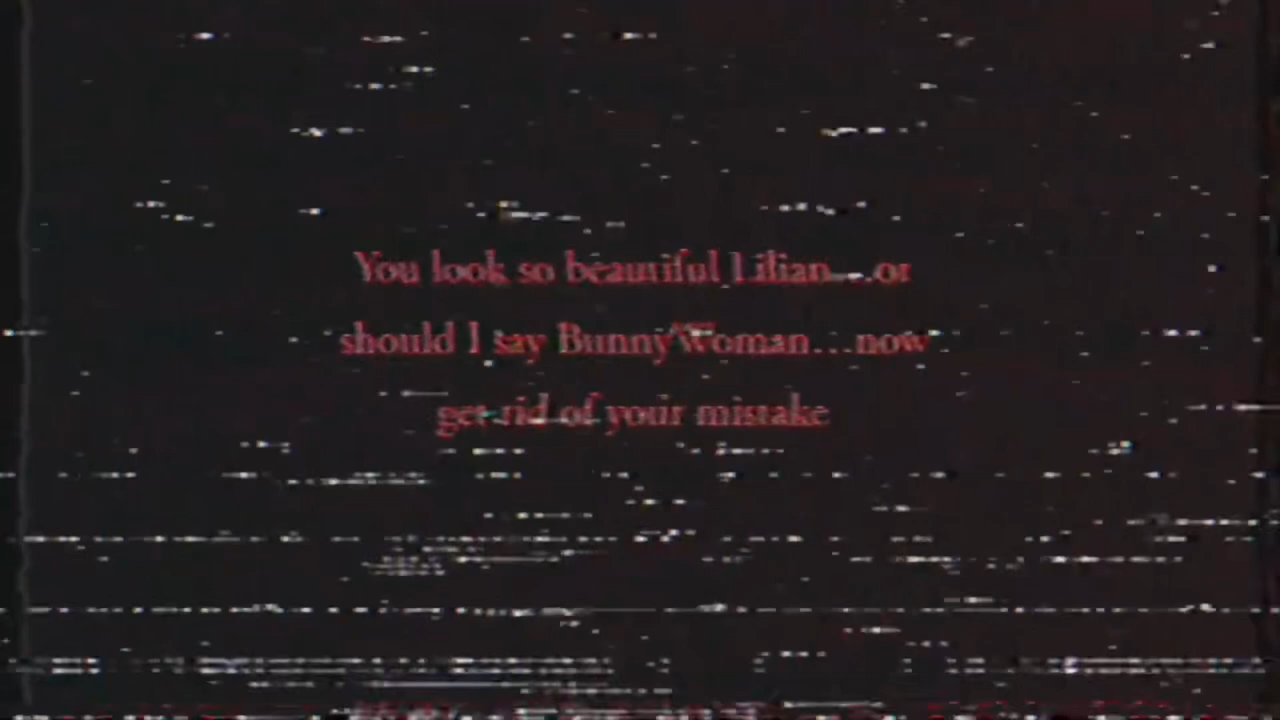 You look so beautiful Lilian....or
should I say BunnyWoman...now
get rid of your mistake